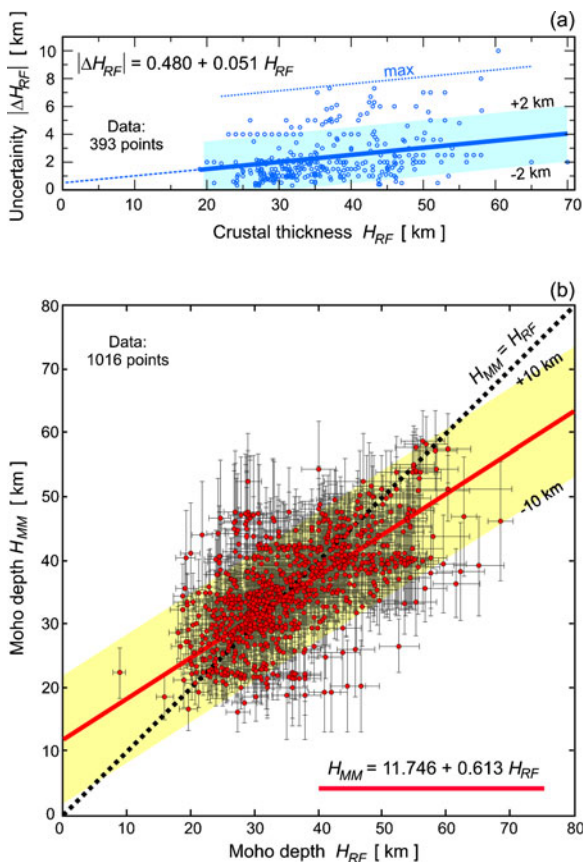 (a)
Uncertainity |ΔH_RF| [ km ]
10
8
6
4
2
0
|ΔH_RF| = 0.480 + 0.051 H_RF
max
Data:
393 points
+2 km
-2 km
0 10 20 30 40 50 60 70
Crustal thickness H_RF [ km ]
(b)
Moho depth H_MM [ km ]
80
70
60
50
40
30
20
10
0
Data:
1016 points
H_MM = H_RF
+10 km
-10 km
H_MM = 11.746 + 0.613 H_RF
0 10 20 30 40 50 60 70 80
Moho depth H_RF [ km ]